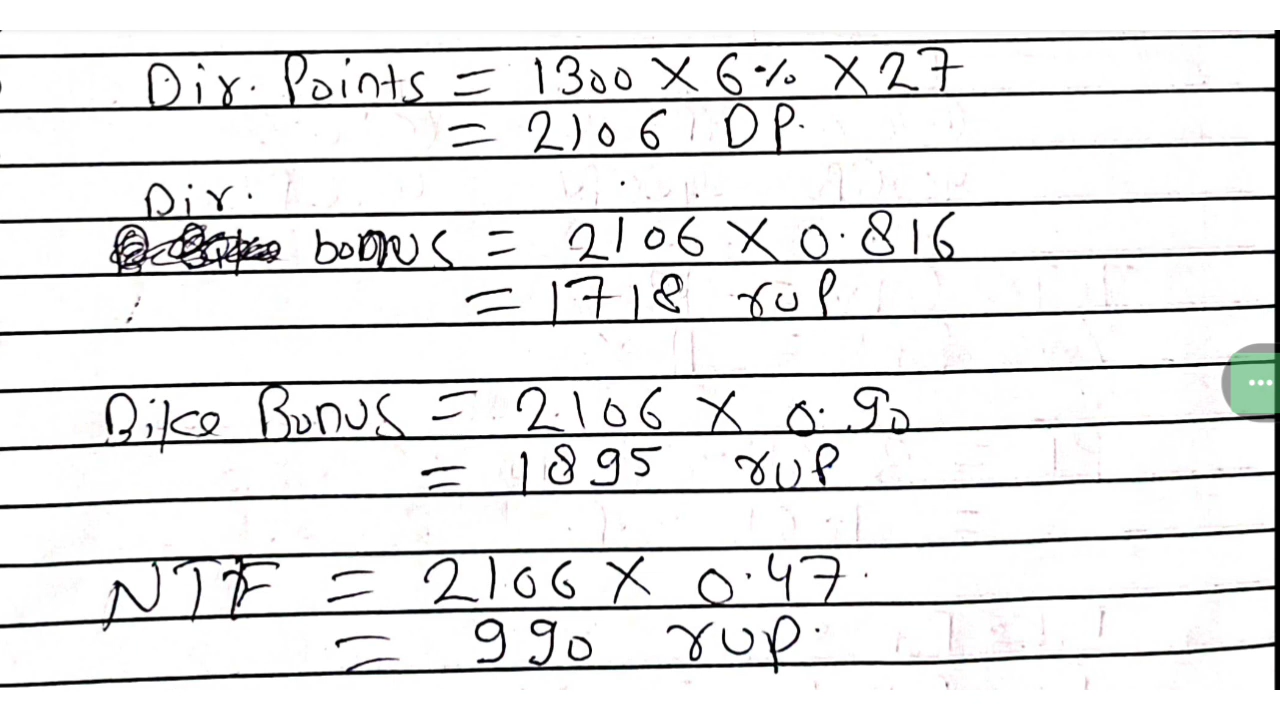 Dir. Points = 1300 X 6% X 27
= 2106 DP.
Dir.
bonus = 2106 X 0.816
= 1718 rup
Bike Bonus = 2106 X 0.90
= 1895 rup
NTF = 2106 X 0.47
= 990 rup.